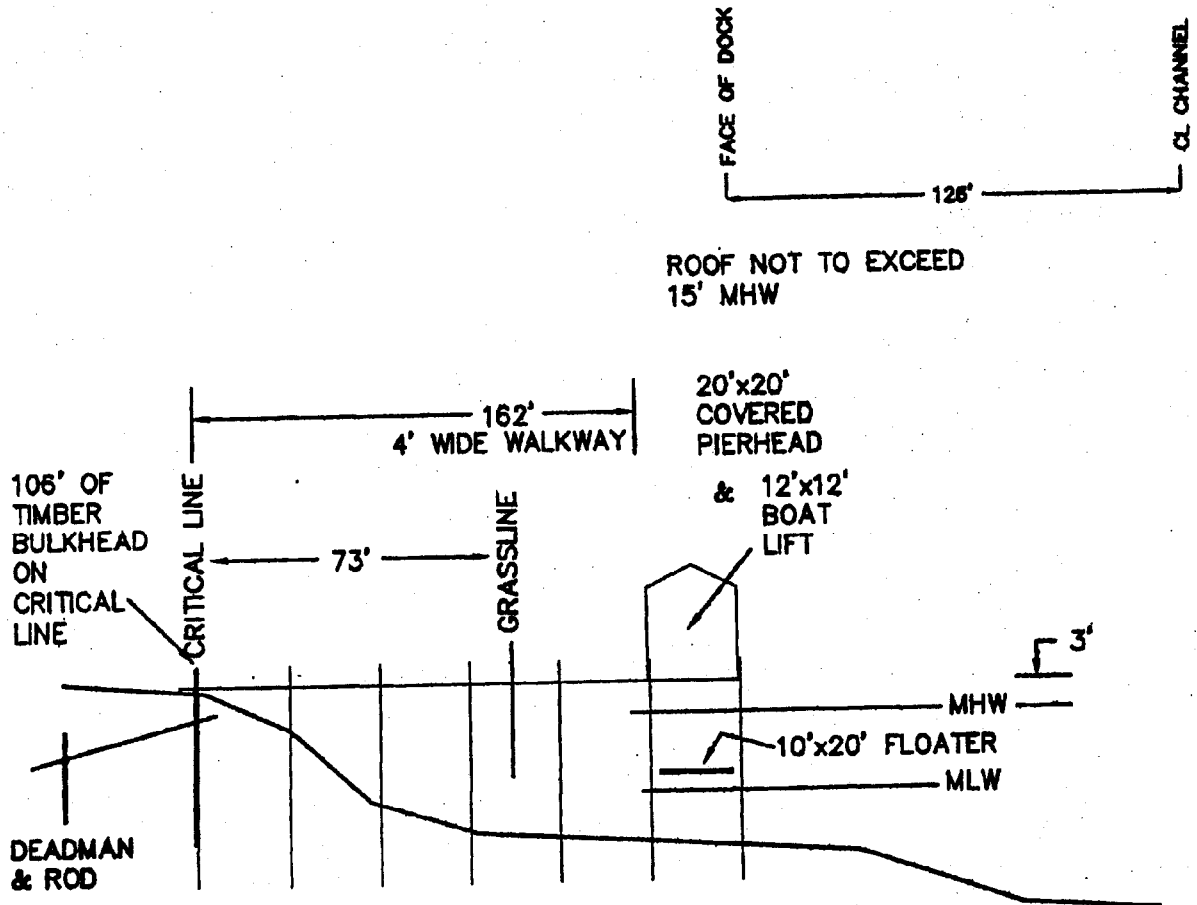 FACE OF DOCK
CL CHANNEL
126'
ROOF NOT TO EXCEED
15' MHW
162'
4' WIDE WALKWAY
20'x20'
COVERED
PIERHEAD
& 12'x12'
BOAT
LIFT
106' OF
TIMBER
BULKHEAD
ON
CRITICAL
LINE
CRITICAL LINE
73'
GRASSLINE
3'
MHW
10'x20' FLOATER
MLW
DEADMAN
& ROD